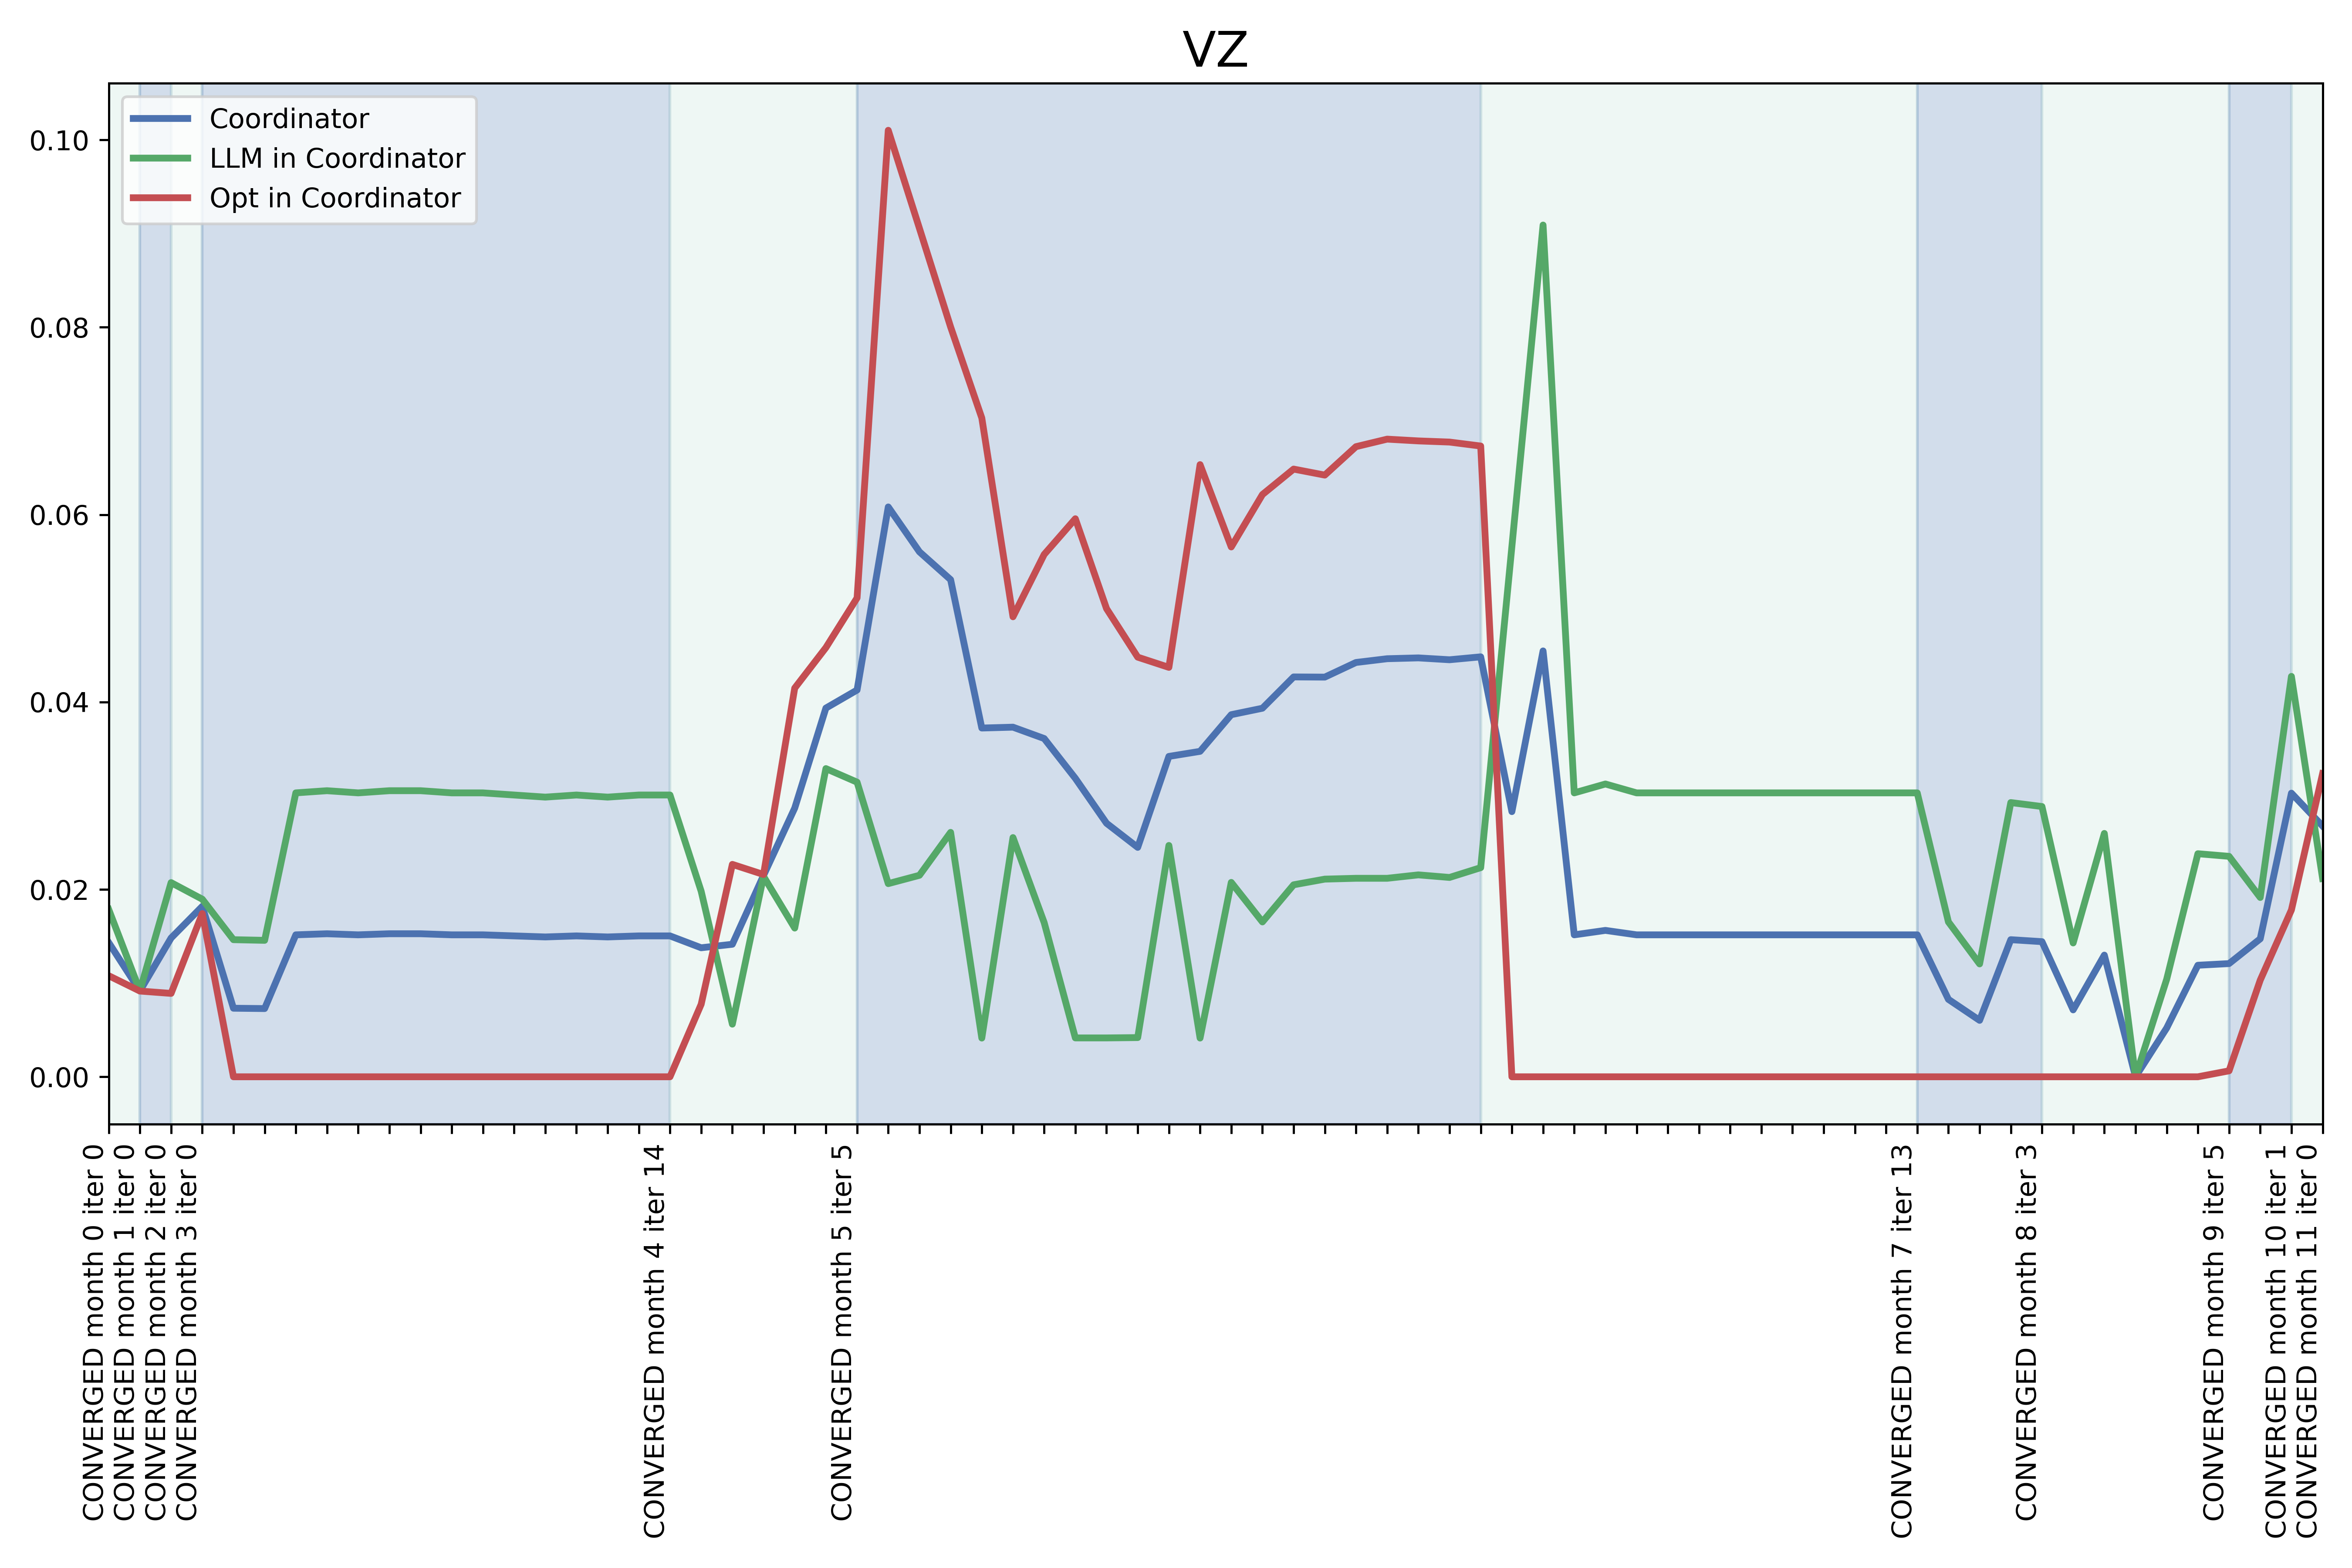 VZ
Coordinator
LLM in Coordinator
Opt in Coordinator
0.10
0.08
0.06
0.04
0.02
0.00
CONVERGED month 0 iter 0
CONVERGED month 1 iter 0
CONVERGED month 2 iter 0
CONVERGED month 3 iter 0
CONVERGED month 4 iter 14
CONVERGED month 5 iter 5
CONVERGED month 7 iter 13
CONVERGED month 8 iter 3
CONVERGED month 9 iter 5
CONVERGED month 10 iter 1
CONVERGED month 11 iter 0